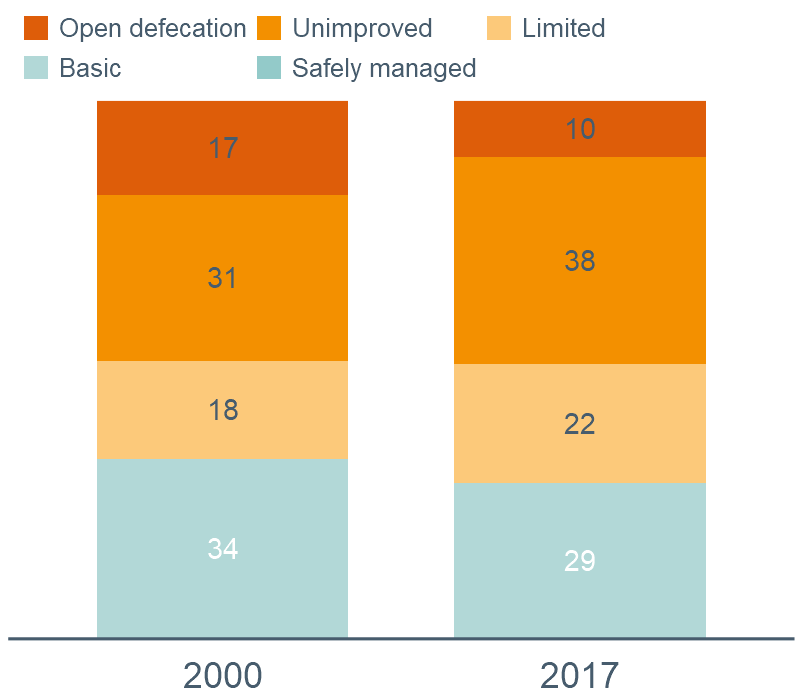 Open defecation Unimproved Limited
Basic Safely managed
17 10
31 38
18 22
34 29
2000 2017